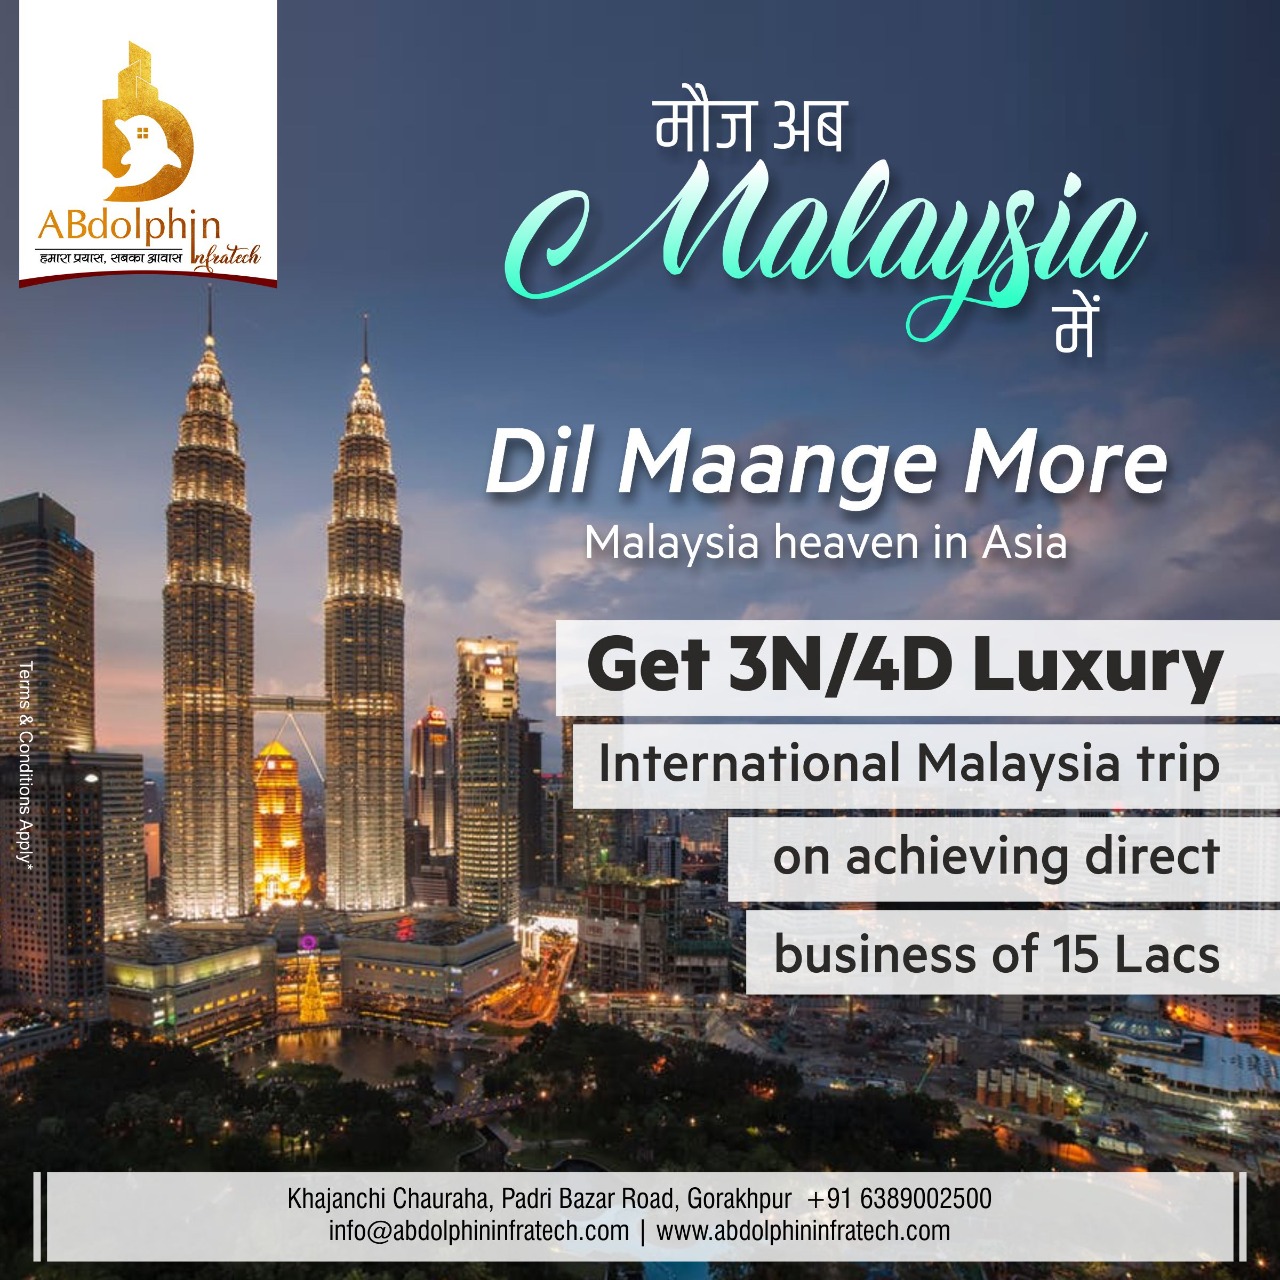 ABdolphin
हमारा प्रयास, सबका आवास Infratech
मौज अब
Malaysia
में
Dil Maange More
Malaysia heaven in Asia
Get 3N/4D Luxury
International Malaysia trip
on achieving direct
business of 15 Lacs
Terms & Conditions Apply*
Khajanchi Chauraha, Padri Bazar Road, Gorakhpur +91 6389002500
info@abdolphininfratech.com | www.abdolphininfratech.com